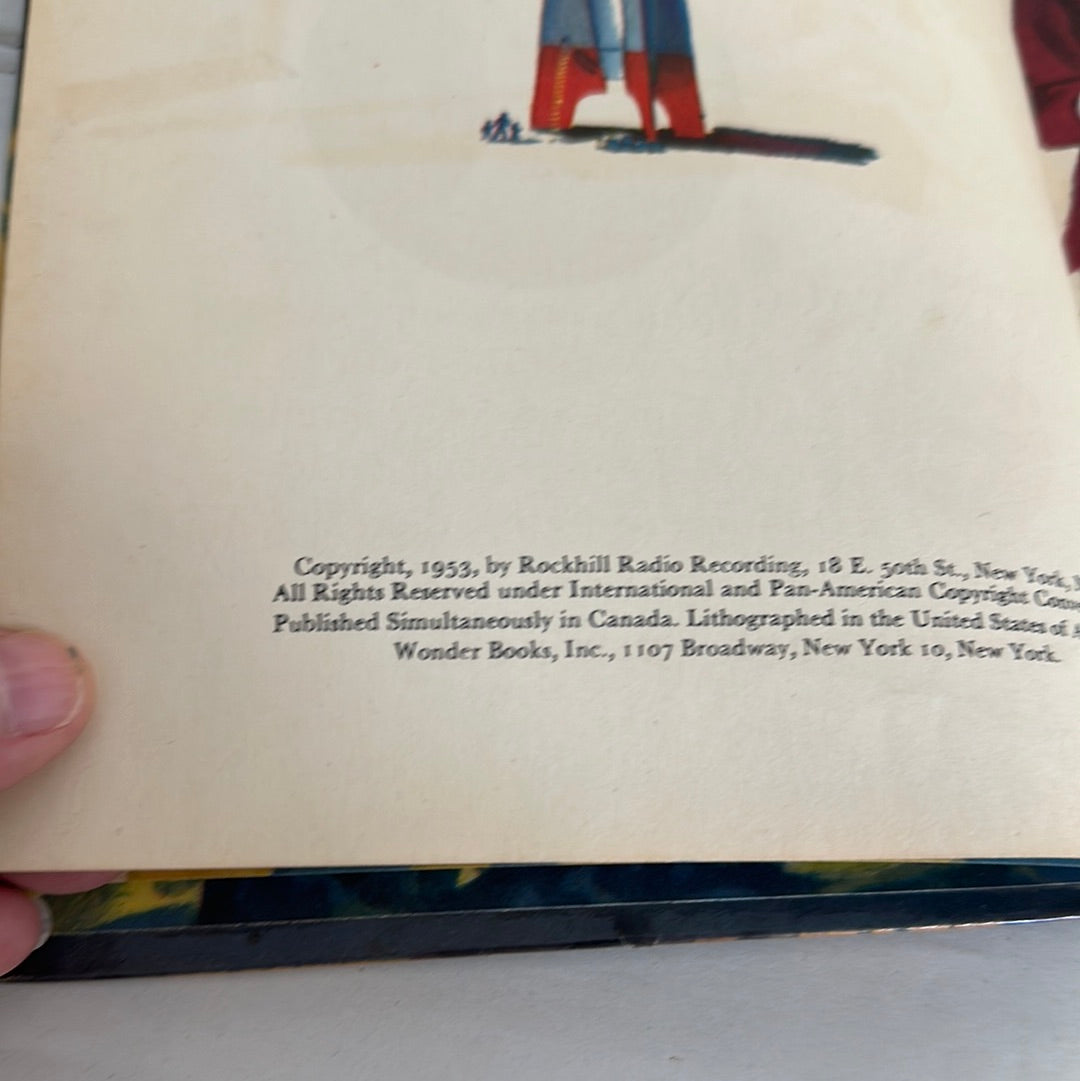 Copyright, 1953, by Rockhill Radio Recording, 18 E. 50th St., New York,
All Rights Reserved under International and Pan-American Copyright
Published Simultaneously in Canada. Lithographed in the United States of
Wonder Books, Inc., 1107 Broadway, New York 10, New York.